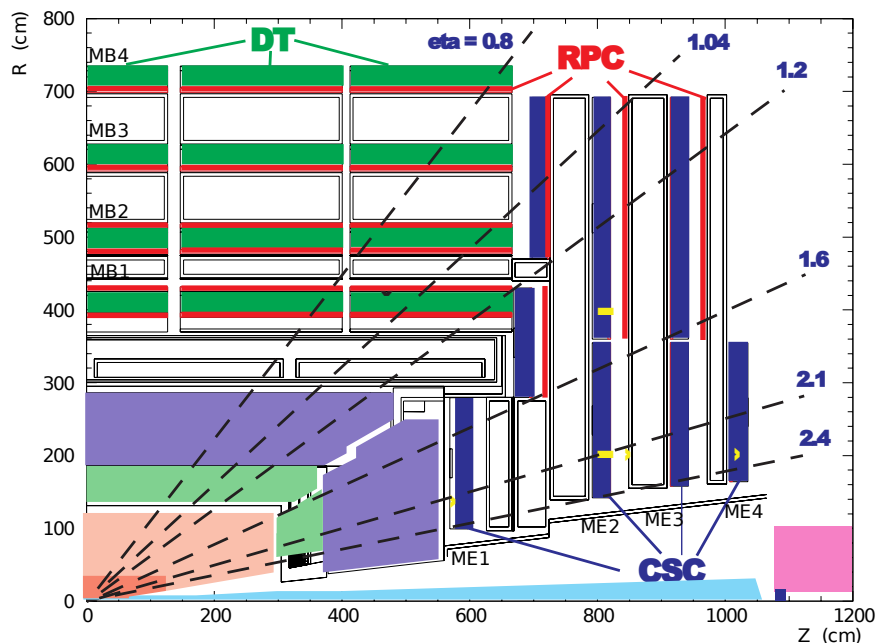 R (cm)
800
700
600
500
400
300
200
100
0
MB4
MB3
MB2
MB1
DT
eta = 0.8
RPC
1.04
1.2
1.6
2.1
2.4
ME1
ME2
ME3
ME4
CSC
0
200
400
600
800
1000
1200
Z (cm)